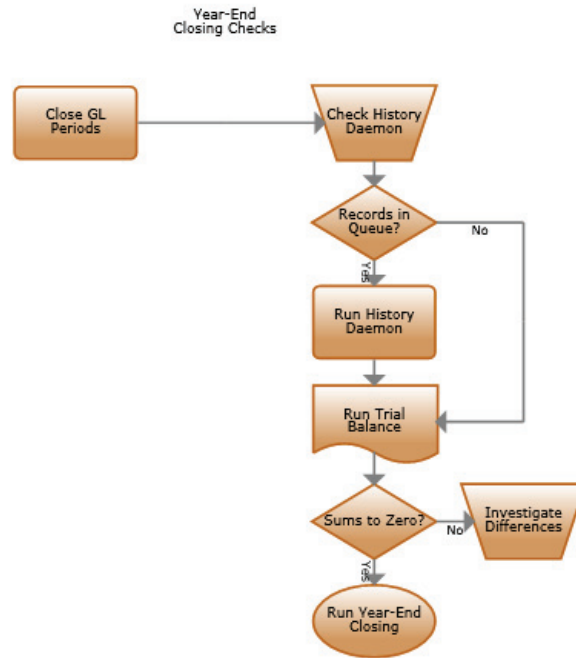 Year-End
Closing Checks
Close GL
Periods
Check History
Daemon
Records in
Queue?
No
Yes
Run History
Daemon
Run Trial
Balance
Sums to Zero?
No
Investigate
Differences
Yes
Run Year-End
Closing